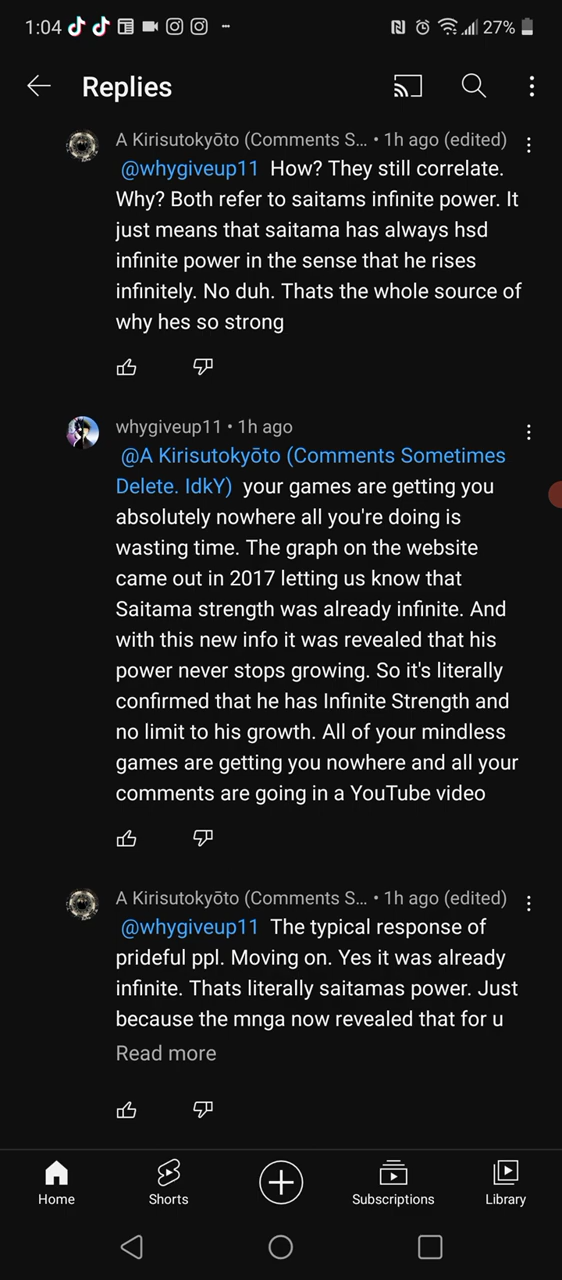 1:04
27%
Replies
A Kirisutokyōto (Comments S... • 1h ago (edited)
@whygiveup11 How? They still correlate.
Why? Both refer to saitams infinite power. It
just means that saitama has always hsd
infinite power in the sense that he rises
infinitely. No duh. Thats the whole source of
why hes so strong
whygiveup11 • 1h ago
@A Kirisutokyōto (Comments Sometimes
Delete. IdkY) your games are getting you
absolutely nowhere all you're doing is
wasting time. The graph on the website
came out in 2017 letting us know that
Saitama strength was already infinite. And
with this new info it was revealed that his
power never stops growing. So it's literally
confirmed that he has Infinite Strength and
no limit to his growth. All of your mindless
games are getting you nowhere and all your
comments are going in a YouTube video
A Kirisutokyōto (Comments S... • 1h ago (edited)
@whygiveup11 The typical response of
prideful ppl. Moving on. Yes it was already
infinite. Thats literally saitamas power. Just
because the mnga now revealed that for u
Read more
Home
Shorts
Subscriptions
Library